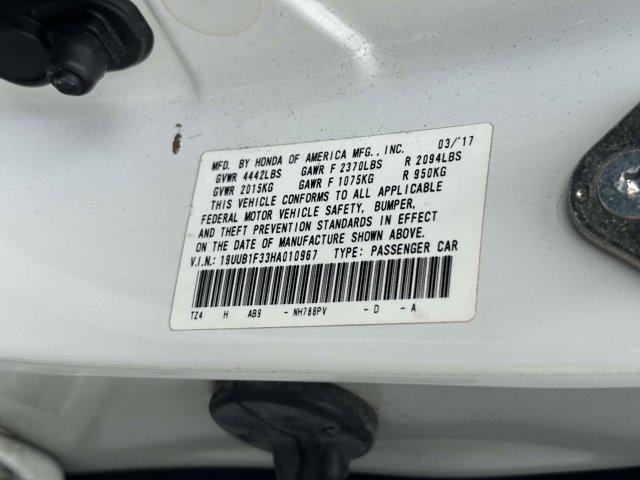 MFD. BY HONDA OF AMERICA MFG., INC. 03/'17
GVWR 4442LBS GAWR F 2370LBS R 2094LBS
GVWR 2015KG GAWR F 1075KG R 950KG
THIS VEHICLE CONFORMS TO ALL APPLICABLE
FEDERAL MOTOR VEHICLE SAFETY, BUMPER,
AND THEFT PREVENTION STANDARDS IN EFFECT
ON THE DATE OF MANUFACTURE SHOWN ABOVE.
V.I.N.: 19UUB1F33HA010967 TYPE: PASSENGER CAR
TZ4 H AB9 - NH788PV - D - A